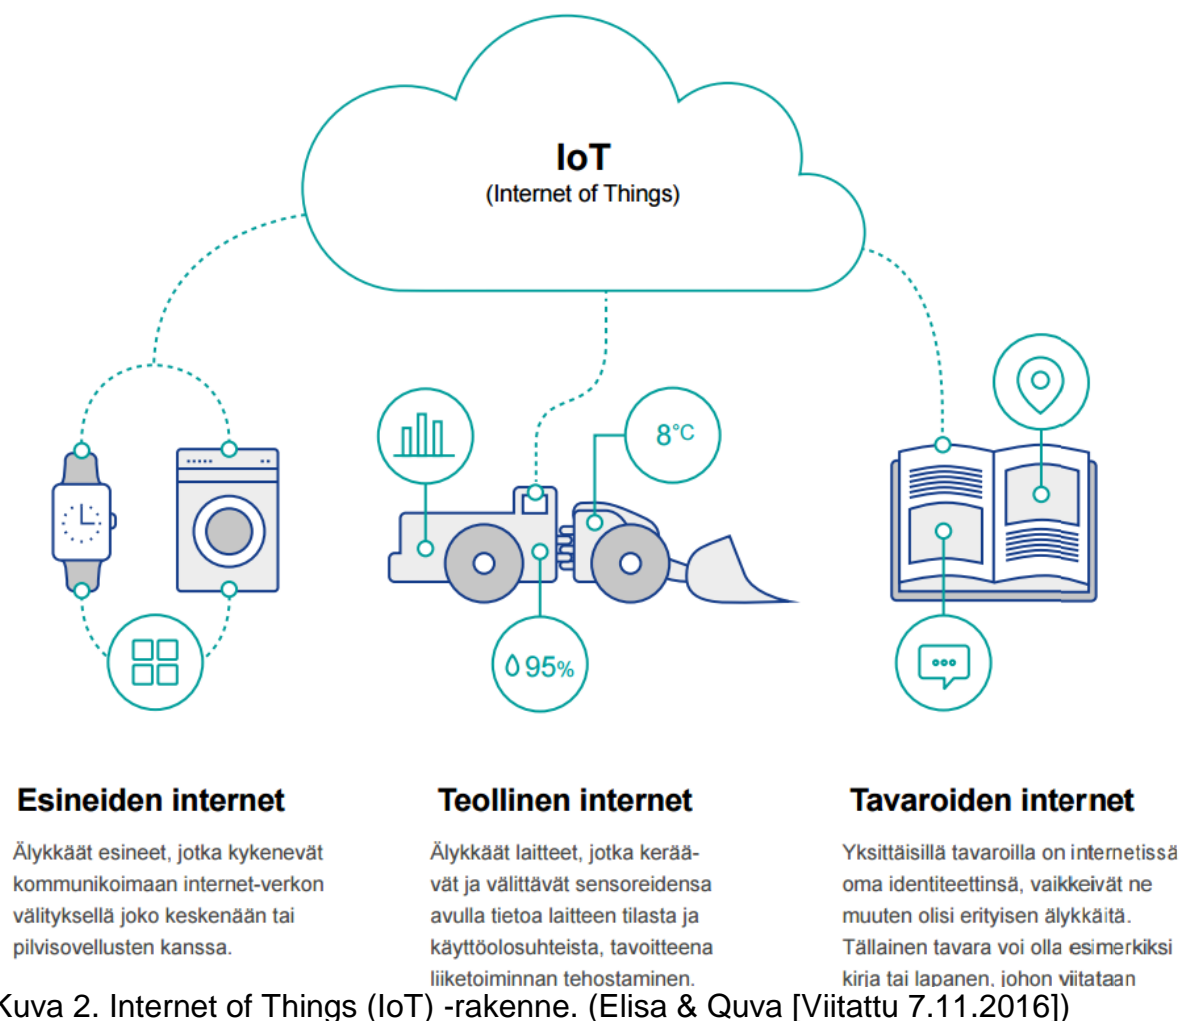 IoT
(Internet of Things)
8°C
95%
Esineiden internet
Älykkäät esineet, jotka kykenevät
kommunikoimaan internet-verkon
välityksellä joko keskenään tai
pilvisovellusten kanssa.
Teollinen internet
Älykkäät laitteet, jotka kerää-
vät ja välittävät sensoreidensa
avulla tietoa laitteen tilasta ja
käyttöolosuhteista, tavoitteena
liiketoiminnan tehostaminen.
Tavaroiden internet
Yksittäisillä tavaroilla on internetissä
oma identiteettinsä, vaikkeivät ne
muuten olisi erityisen älykkäitä.
Tällainen tavara voi olla esimerkiksi
kirja tai lapanen, johon viitataan
Kuva 2. Internet of Things (IoT) -rakenne. (Elisa & Quva [Viitattu 7.11.2016])